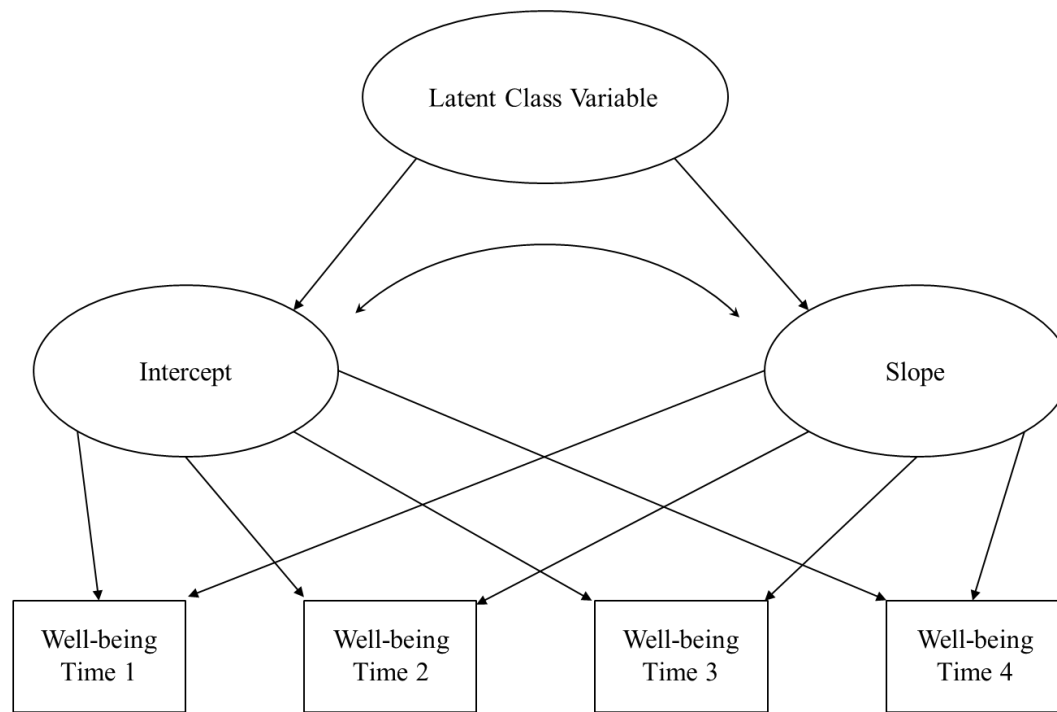 Latent Class Variable
Intercept
Slope
Well-being
Time 1
Well-being
Time 2
Well-being
Time 3
Well-being
Time 4